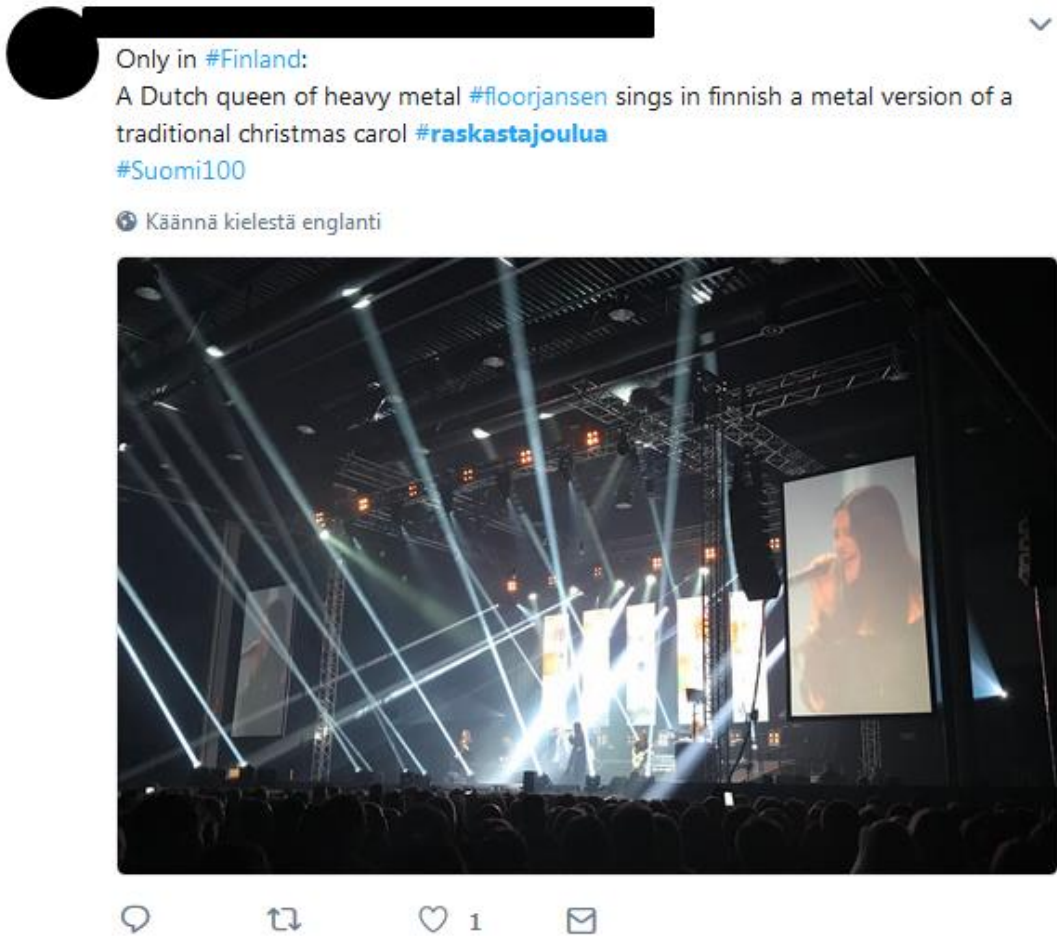 Only in #Finland:
A Dutch queen of heavy metal #floorjansen sings in finnish a metal version of a
traditional christmas carol #raskastajoulua
#Suomi100
Käännä kielestä englanti
1